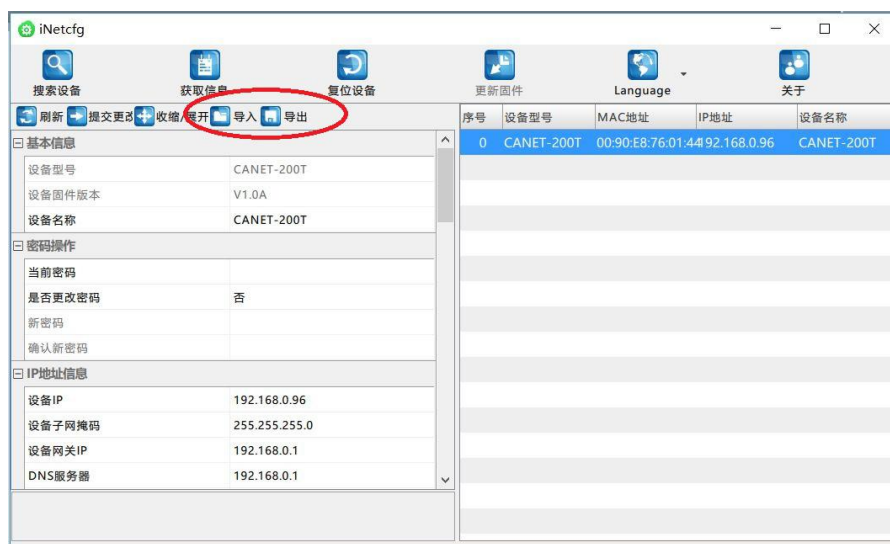 iNetcfg
搜索设备 获取信息 复位设备 更新固件 Language 关于
刷新 提交更改 收缩/展开 导入 导出
序号 设备型号 MAC地址 IP地址 设备名称
0 CANET-200T 00:90:E8:76:01:44 192.168.0.96 CANET-200T
基本信息
设备型号 CANET-200T
设备固件版本 V1.0A
设备名称 CANET-200T
密码操作
当前密码
是否更改密码 否
新密码
确认新密码
IP地址信息
设备IP 192.168.0.96
设备子网掩码 255.255.255.0
设备网关IP 192.168.0.1
DNS服务器 192.168.0.1